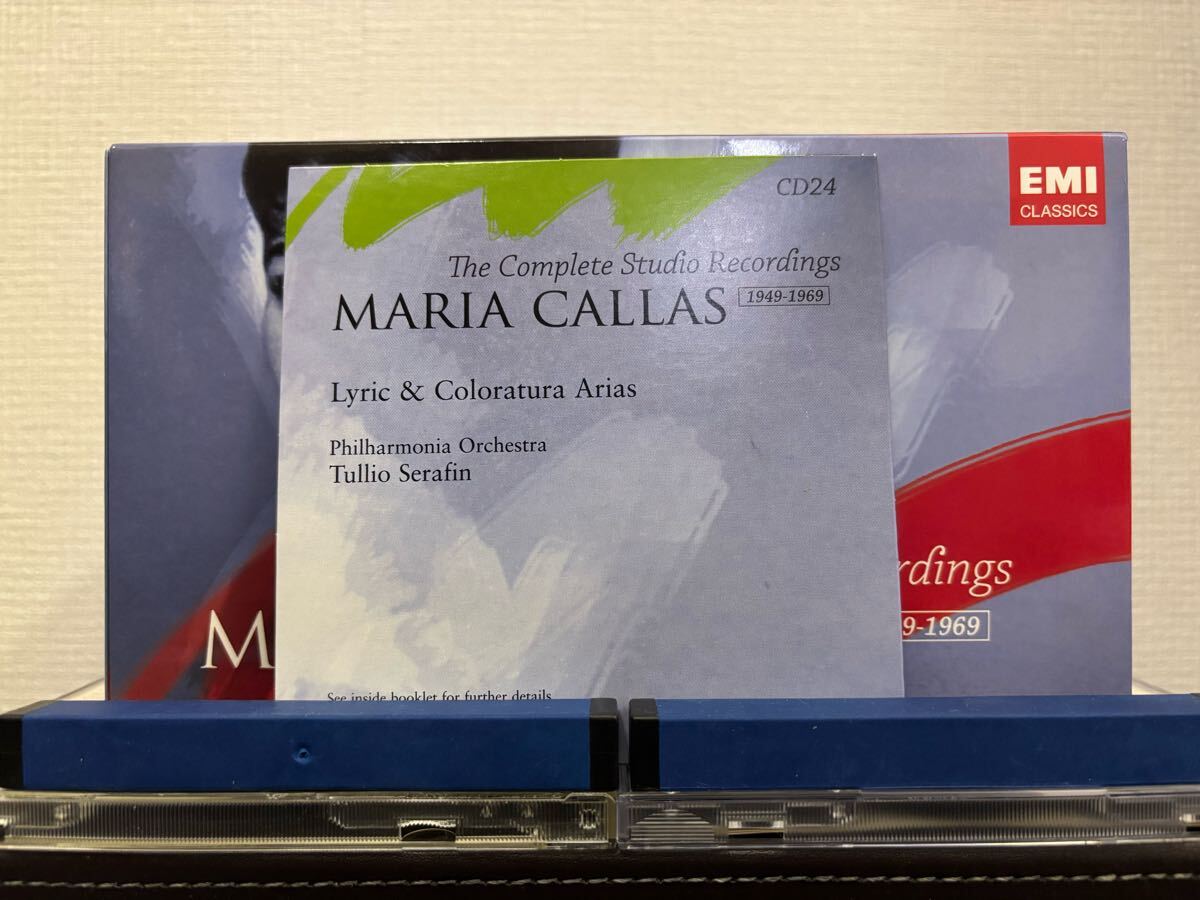 EMI
CLASSICS
CD24
The Complete Studio Recordings
MARIA CALLAS 1949-1969
Lyric & Coloratura Arias
Philharmonia Orchestra
Tullio Serafin
See inside booklet for further details
rdings
M
9-1969